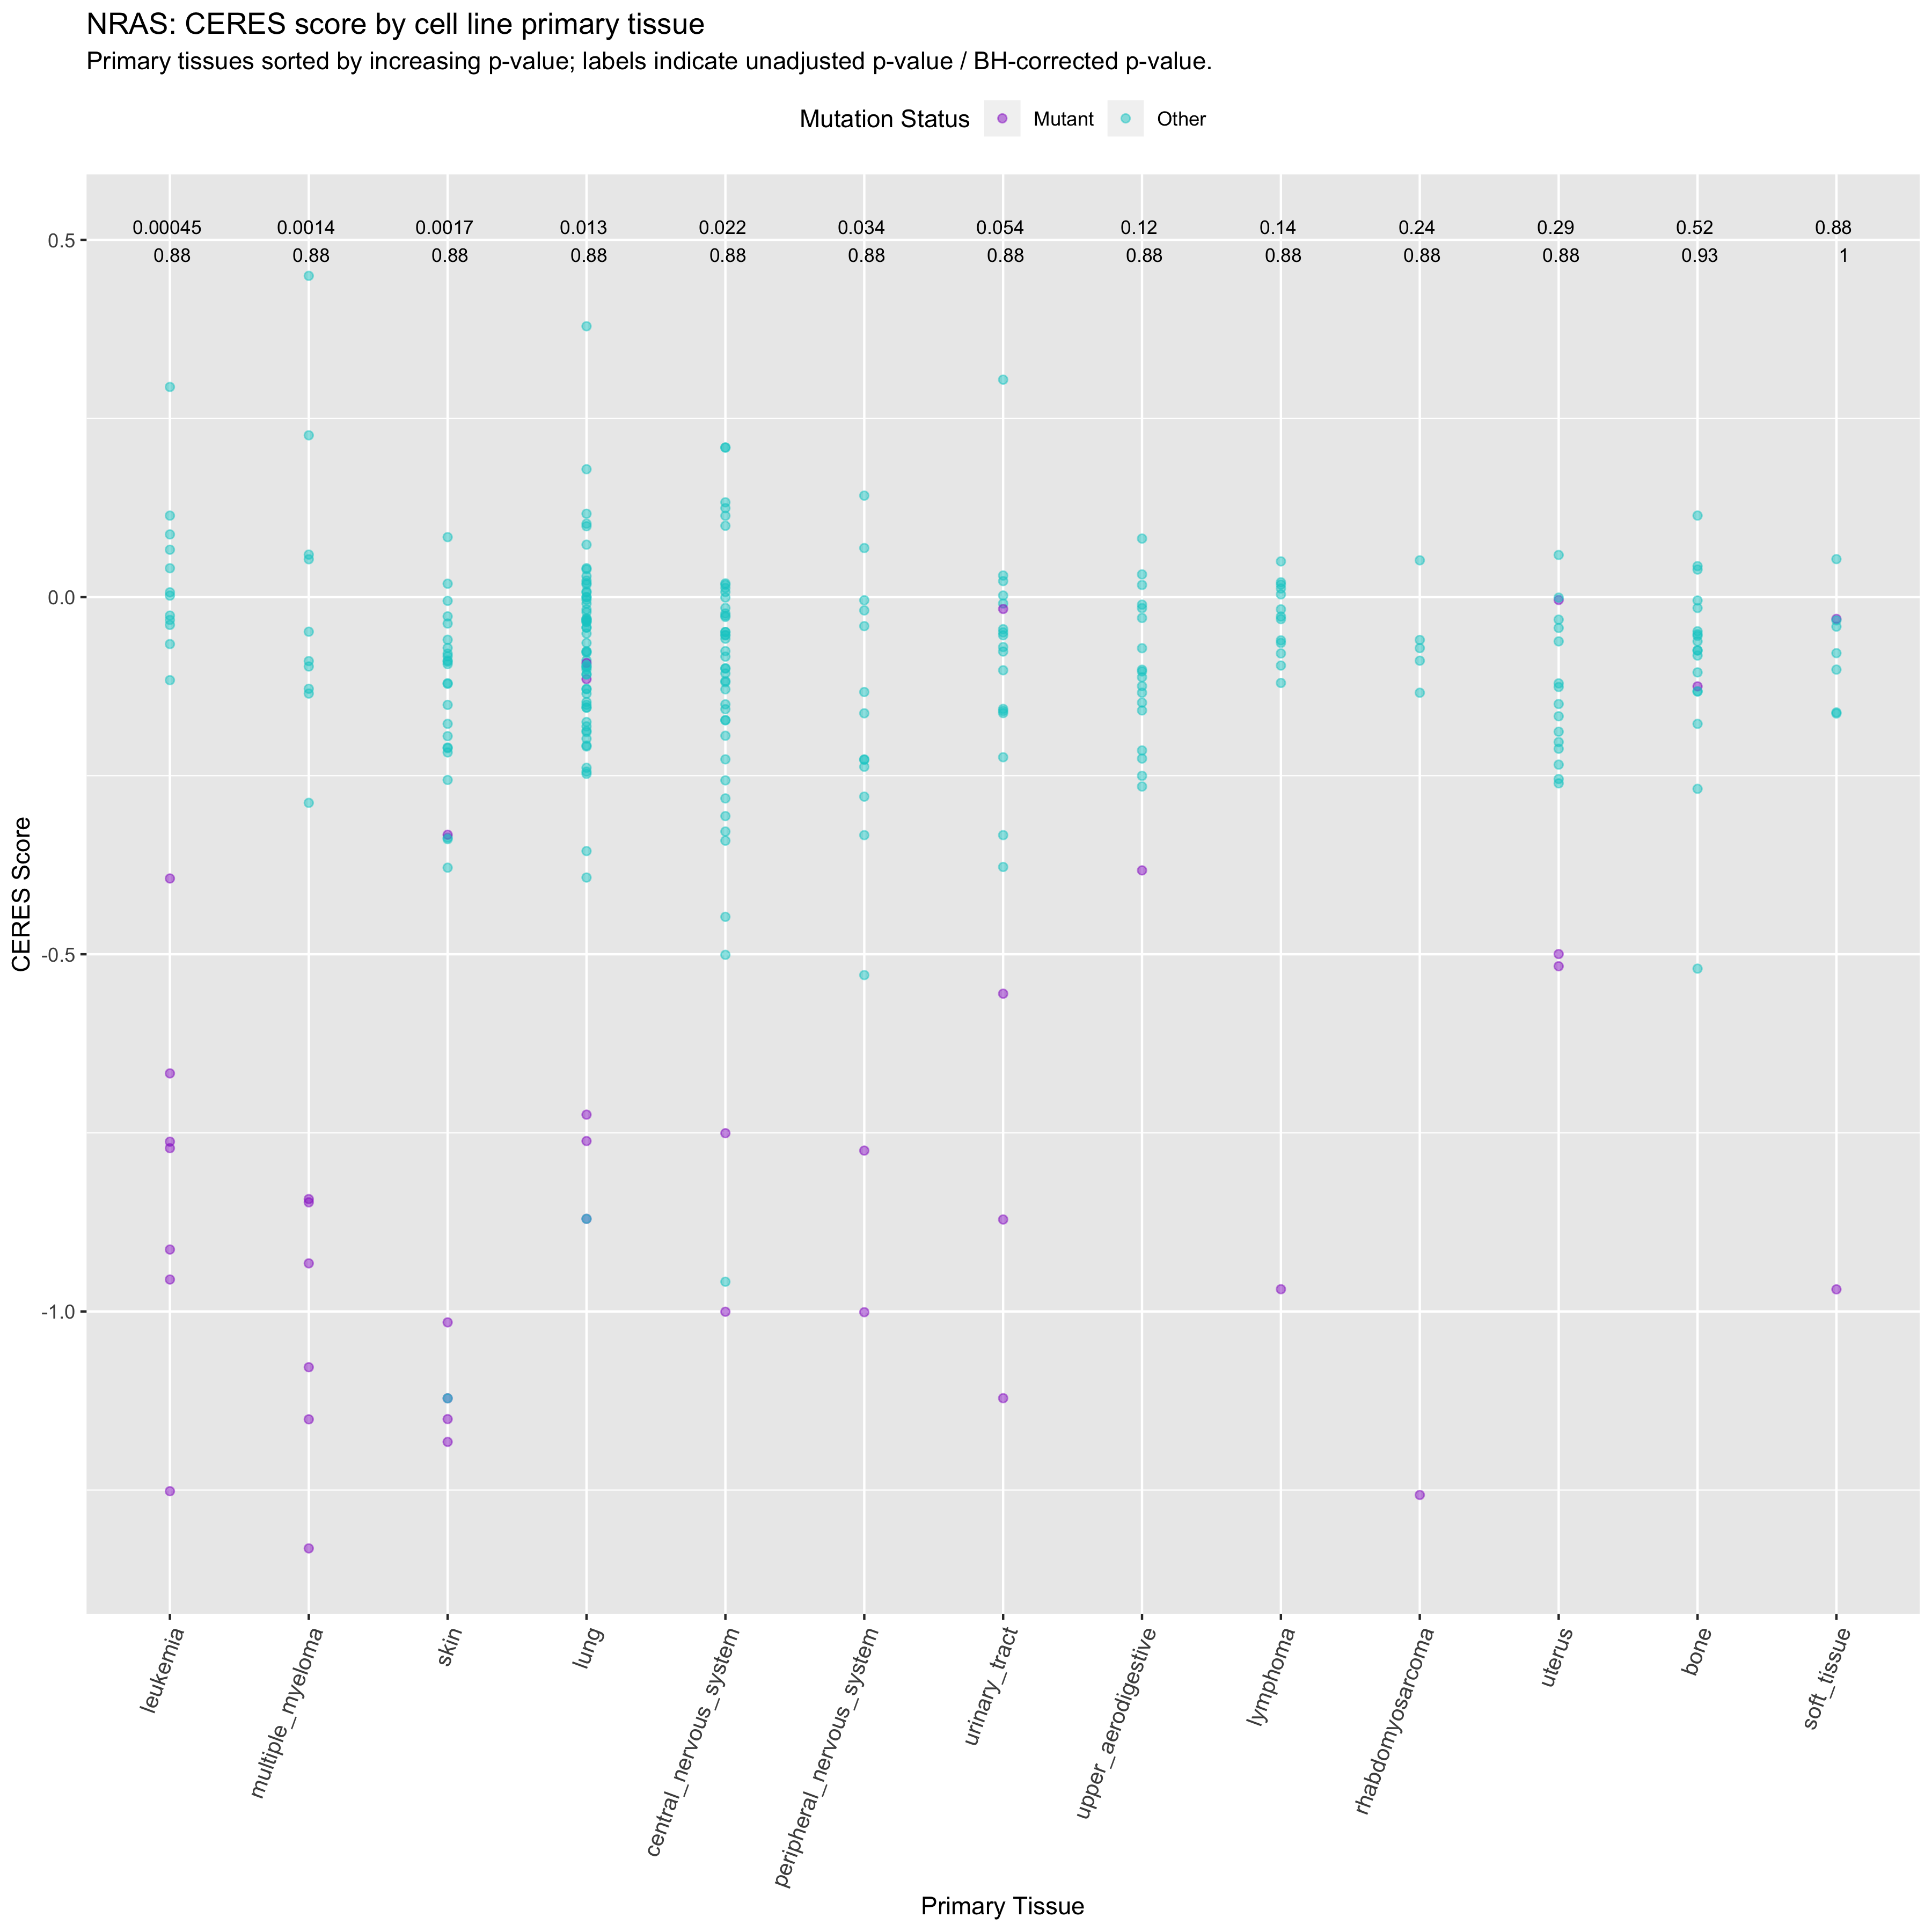 NRAS: CERES score by cell line primary tissue
Primary tissues sorted by increasing p-value; labels indicate unadjusted p-value / BH-corrected p-value.
Mutation Status Mutant Other
0.00045 0.0014 0.0017 0.013 0.022 0.034 0.054 0.12 0.14 0.24 0.29 0.52 0.88
0.88 0.88 0.88 0.88 0.88 0.88 0.88 0.88 0.88 0.88 0.88 0.93 1
0.5
0.0
-0.5
-1.0
CERES Score
leukemia
multiple_myeloma
skin
lung
central_nervous_system
peripheral_nervous_system
urinary_tract
upper_aerodigestive
lymphoma
rhabdomyosarcoma
uterus
bone
soft_tissue
Primary Tissue